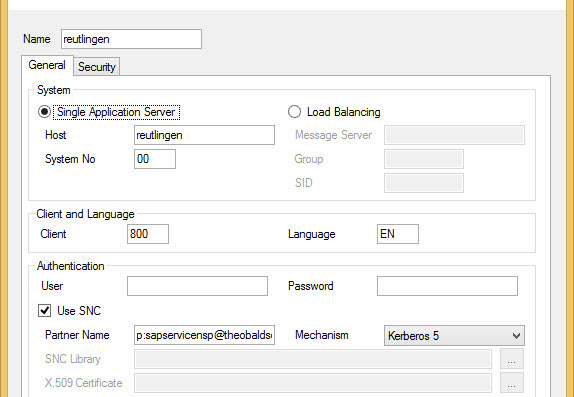 Name reutlingen
General Security
System
Single Application Server Load Balancing
Host reutlingen Message Server
System No 00 Group
SID
Client and Language
Client 800 Language EN
Authentication
User Password
Use SNC
Partner Name p:sapservicensp@theobaldso Mechanism Kerberos 5
SNC Library ...
X.509 Certificate ...